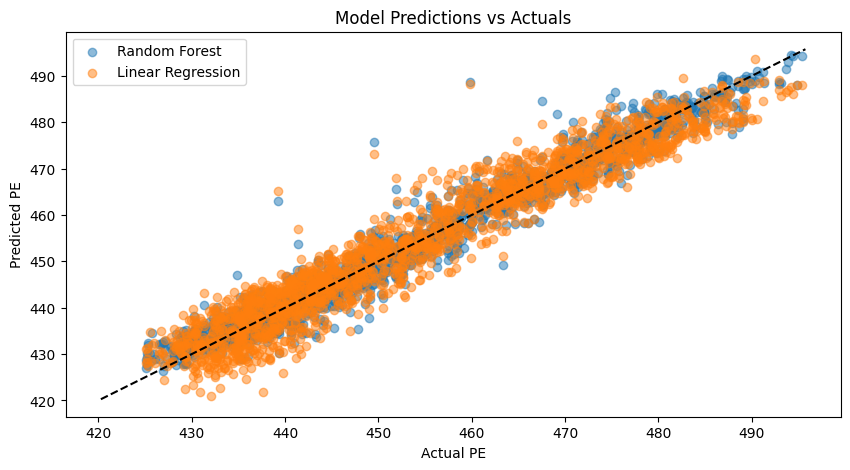 Model Predictions vs Actuals
Random Forest
Linear Regression
Predicted PE
490
480
470
460
450
440
430
420
420 430 440 450 460 470 480 490
Actual PE